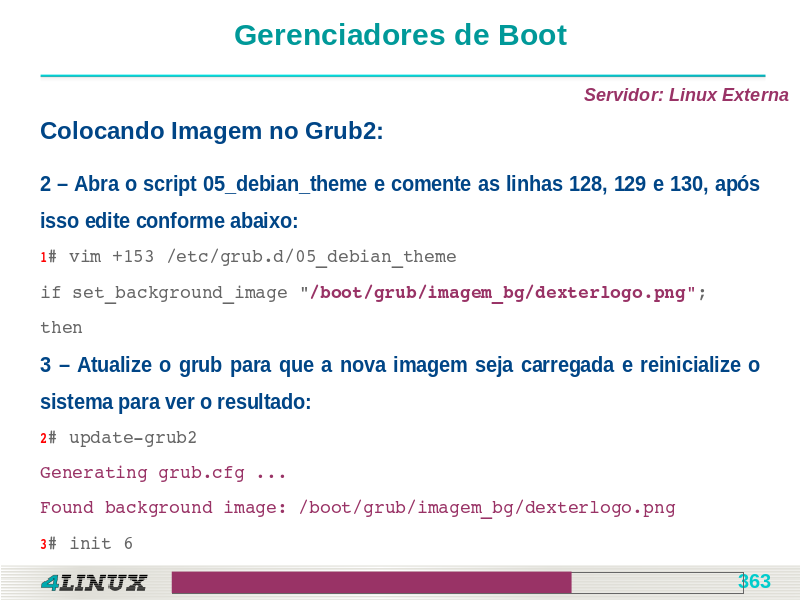 Gerenciadores de Boot
Servidor: Linux Externa
Colocando Imagem no Grub2:
2 – Abra o script 05_debian_theme e comente as linhas 128, 129 e 130, após
isso edite conforme abaixo:
1# vim +153 /etc/grub.d/05_debian_theme
if set_background_image "/boot/grub/imagem_bg/dexterlogo.png";
then
3 – Atualize o grub para que a nova imagem seja carregada e reinicialize o
sistema para ver o resultado:
2# update-grub2
Generating grub.cfg ...
Found background image: /boot/grub/imagem_bg/dexterlogo.png
3# init 6
4LINUX
363